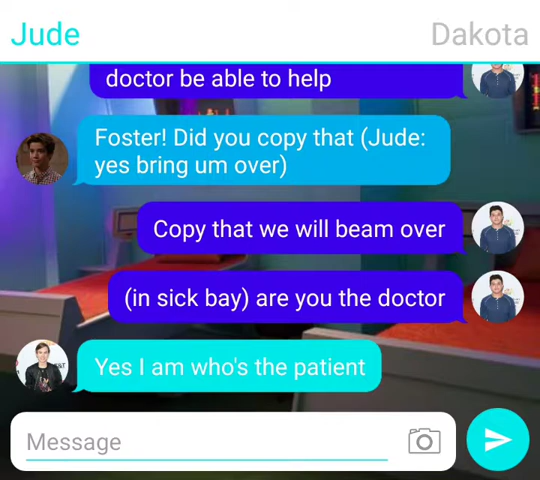 Jude
Dakota
doctor be able to help
Foster! Did you copy that (Jude:
yes bring um over)
Copy that we will beam over
(in sick bay) are you the doctor
Yes I am who's the patient
Message